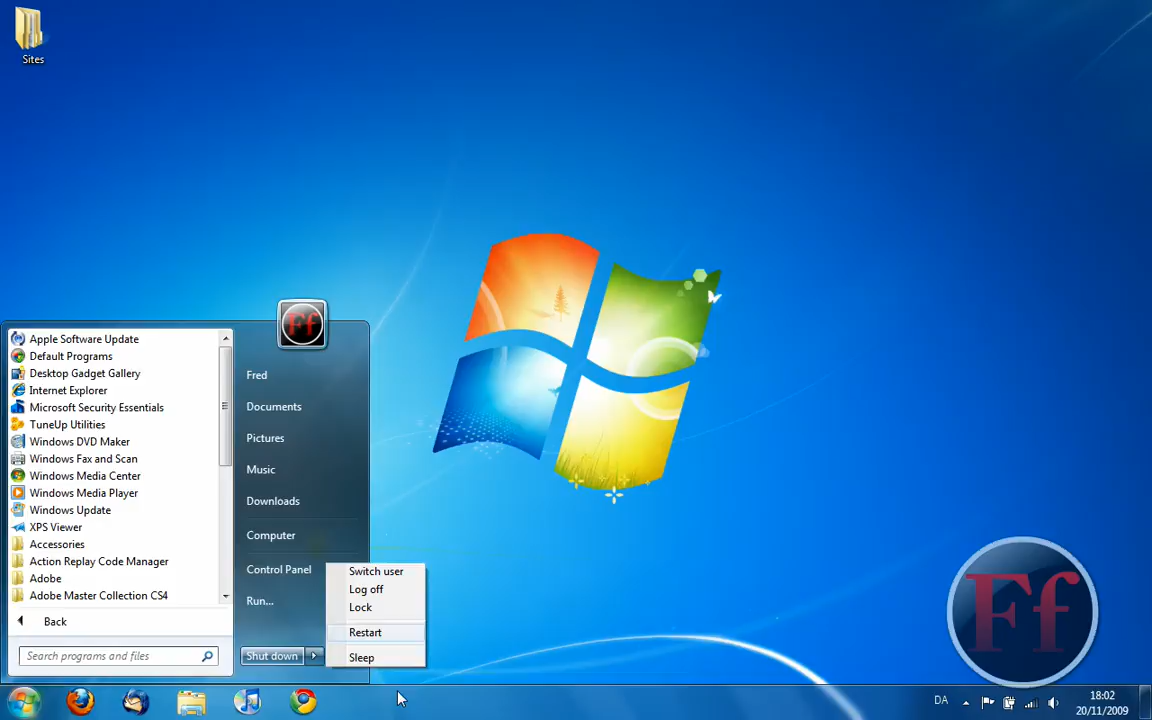 Sites
Apple Software Update
Default Programs
Desktop Gadget Gallery
Internet Explorer
Microsoft Security Essentials
TuneUp Utilities
Windows DVD Maker
Windows Fax and Scan
Windows Media Center
Windows Media Player
Windows Update
XPS Viewer
Accessories
Action Replay Code Manager
Adobe
Adobe Master Collection CS4
Back
Search programs and files
Ff
Fred
Documents
Pictures
Music
Downloads
Computer
Control Panel
Run...
Shut down
Switch user
Log off
Lock
Restart
Sleep
Ff
DA
18:02
20/11/2009